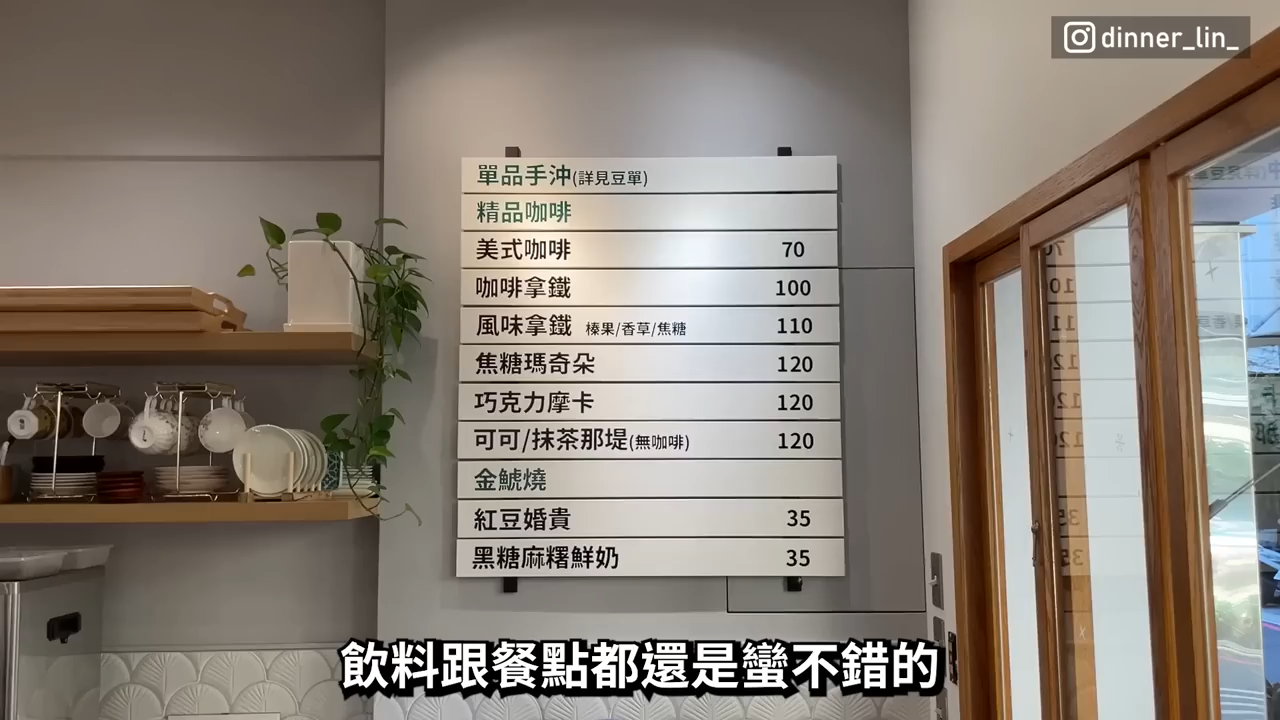 dinner_lin_
單品手沖(詳見豆單)
精品咖啡
美式咖啡 70
咖啡拿鐵 100
風味拿鐵 榛果/香草/焦糖 110
焦糖瑪奇朵 120
巧克力摩卡 120
可可/抹茶那堤(無咖啡) 120
金鯱燒
紅豆婚貴 35
黑糖麻糬鮮奶 35
飲料跟餐點都還是蠻不錯的